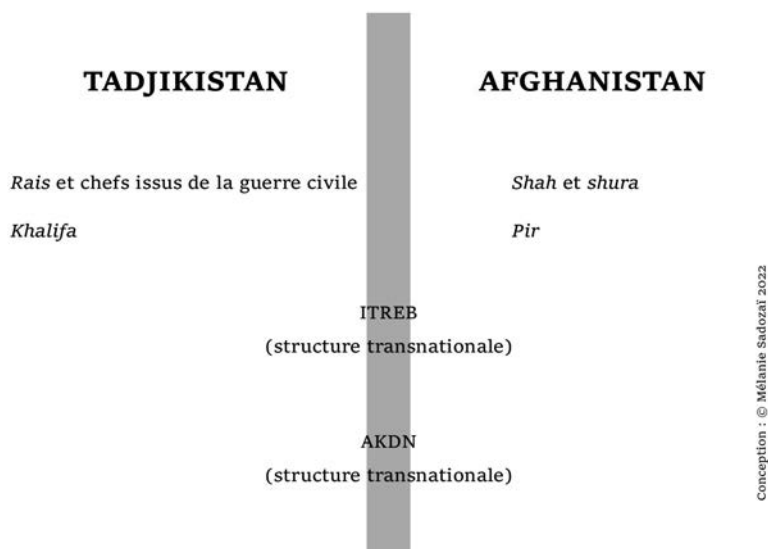 TADJIKISTAN
AFGHANISTAN
Rais et chefs issus de la guerre civile
Shah et shura
Khalifa
Pir
ITREB
(structure transnationale)
AKDN
(structure transnationale)
Conception : © Mélanie Sadozaï 2022